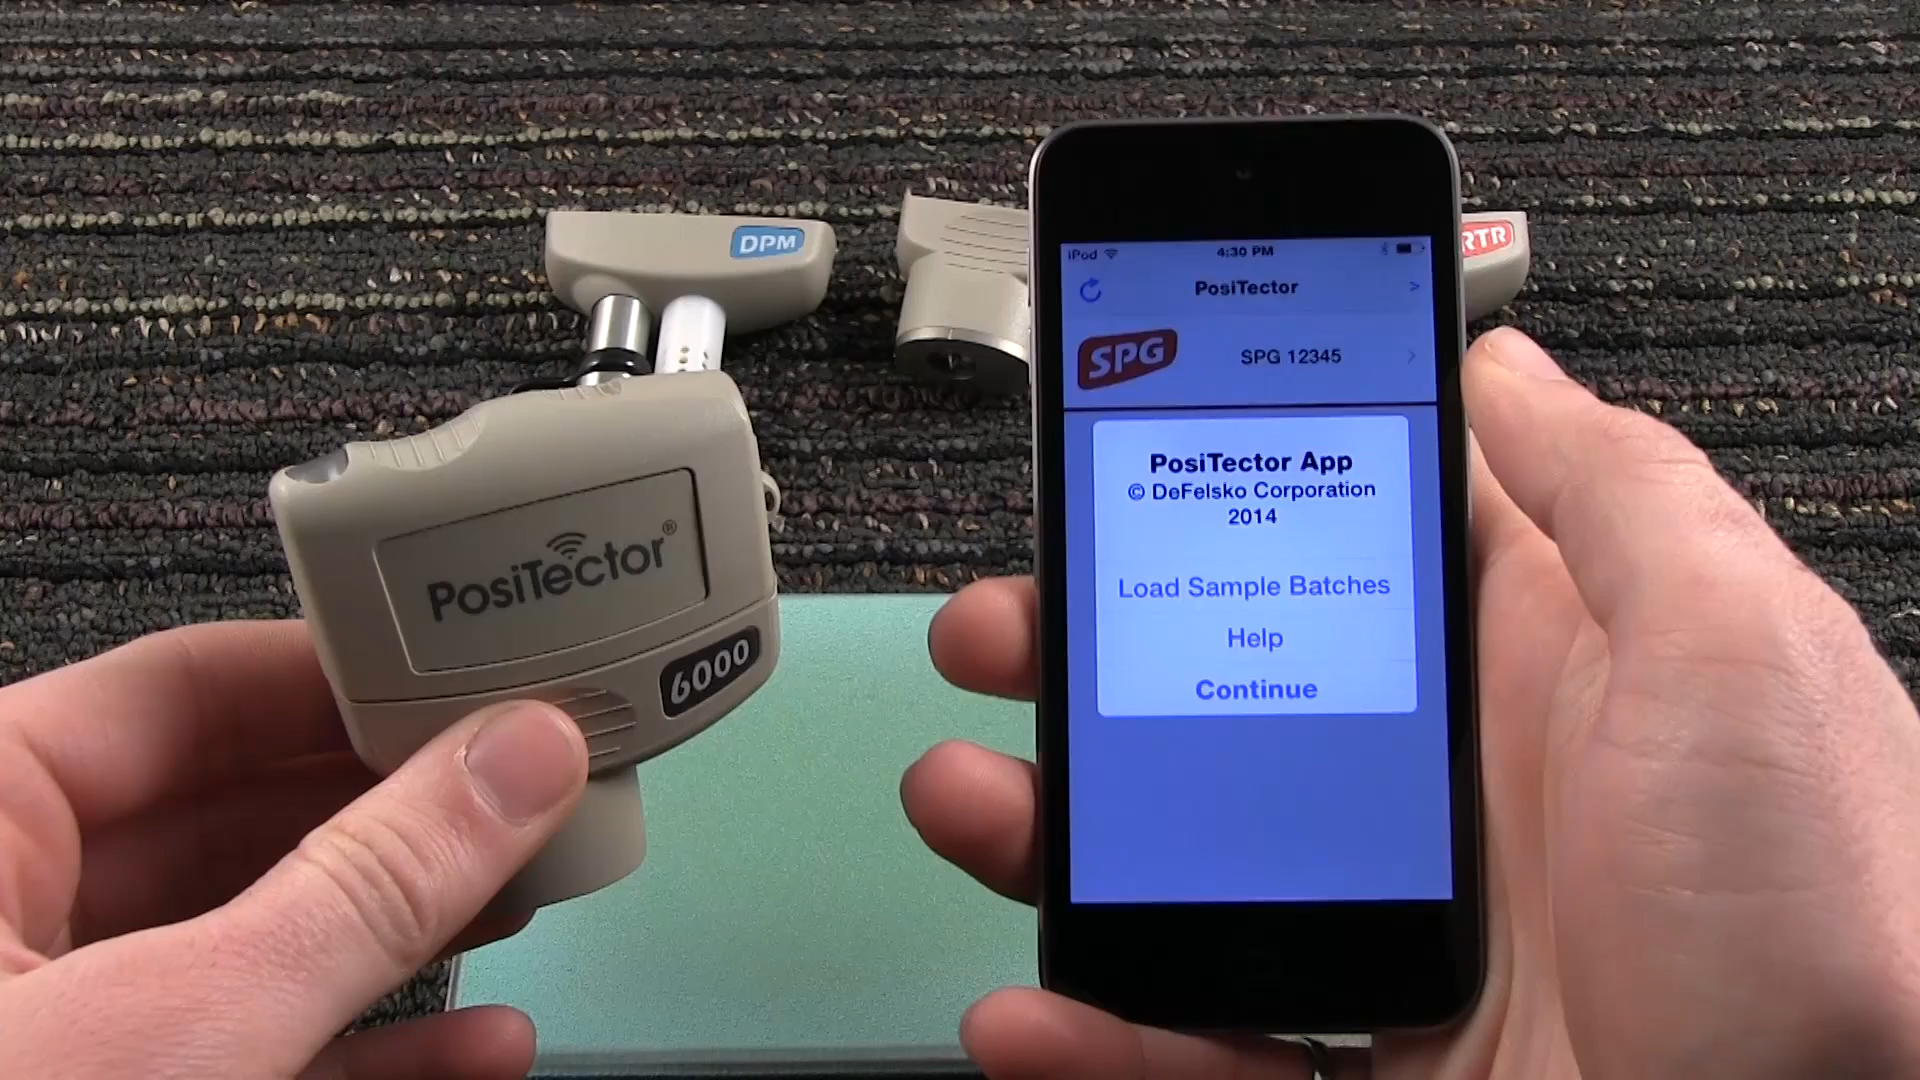 DPM
RTR
iPod
4:30 PM
PosiTector
>
SPG
SPG 12345
PosiTector App
© DeFelsko Corporation
2014
Load Sample Batches
Help
Continue
PosiTector®
6000